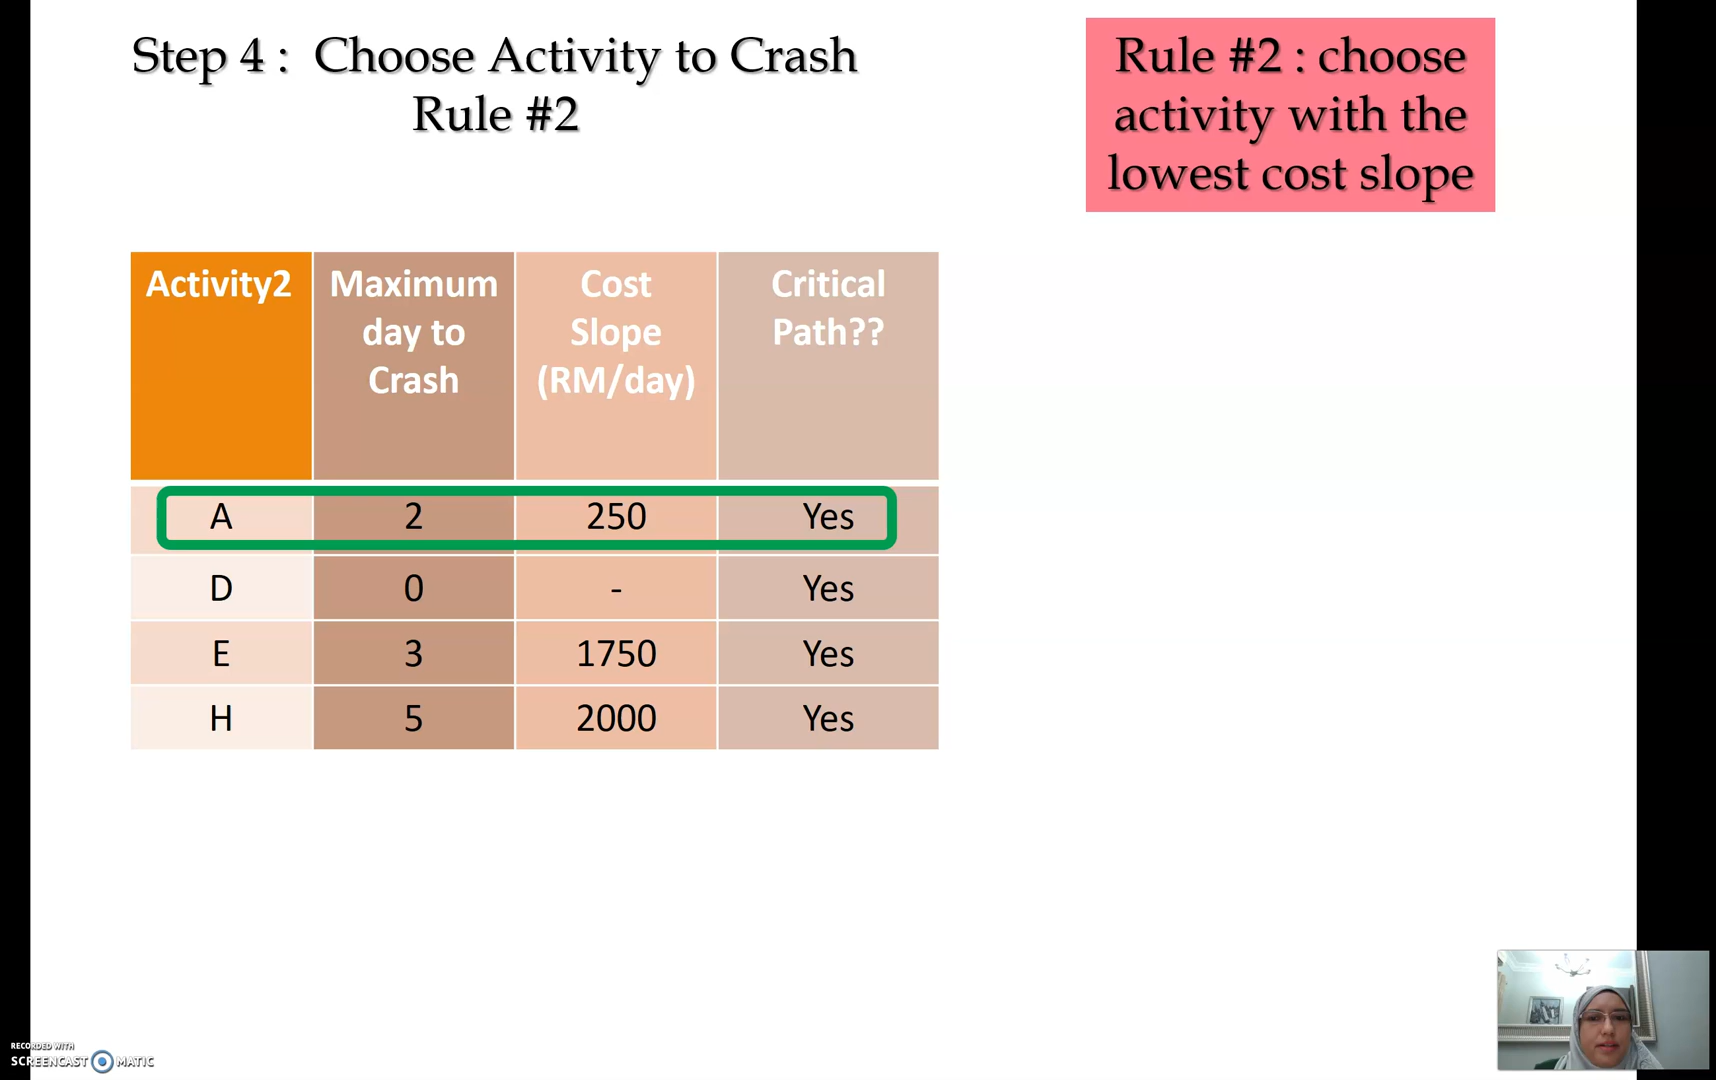 Step 4 : Choose Activity to Crash
Rule #2
Rule #2 : choose
activity with the
lowest cost slope
Activity2
Maximum
day to
Crash
Cost
Slope
(RM/day)
Critical
Path??
A 2 250 Yes
D 0 - Yes
E 3 1750 Yes
H 5 2000 Yes
RECORDED WITH
SCREENCAST MATIC